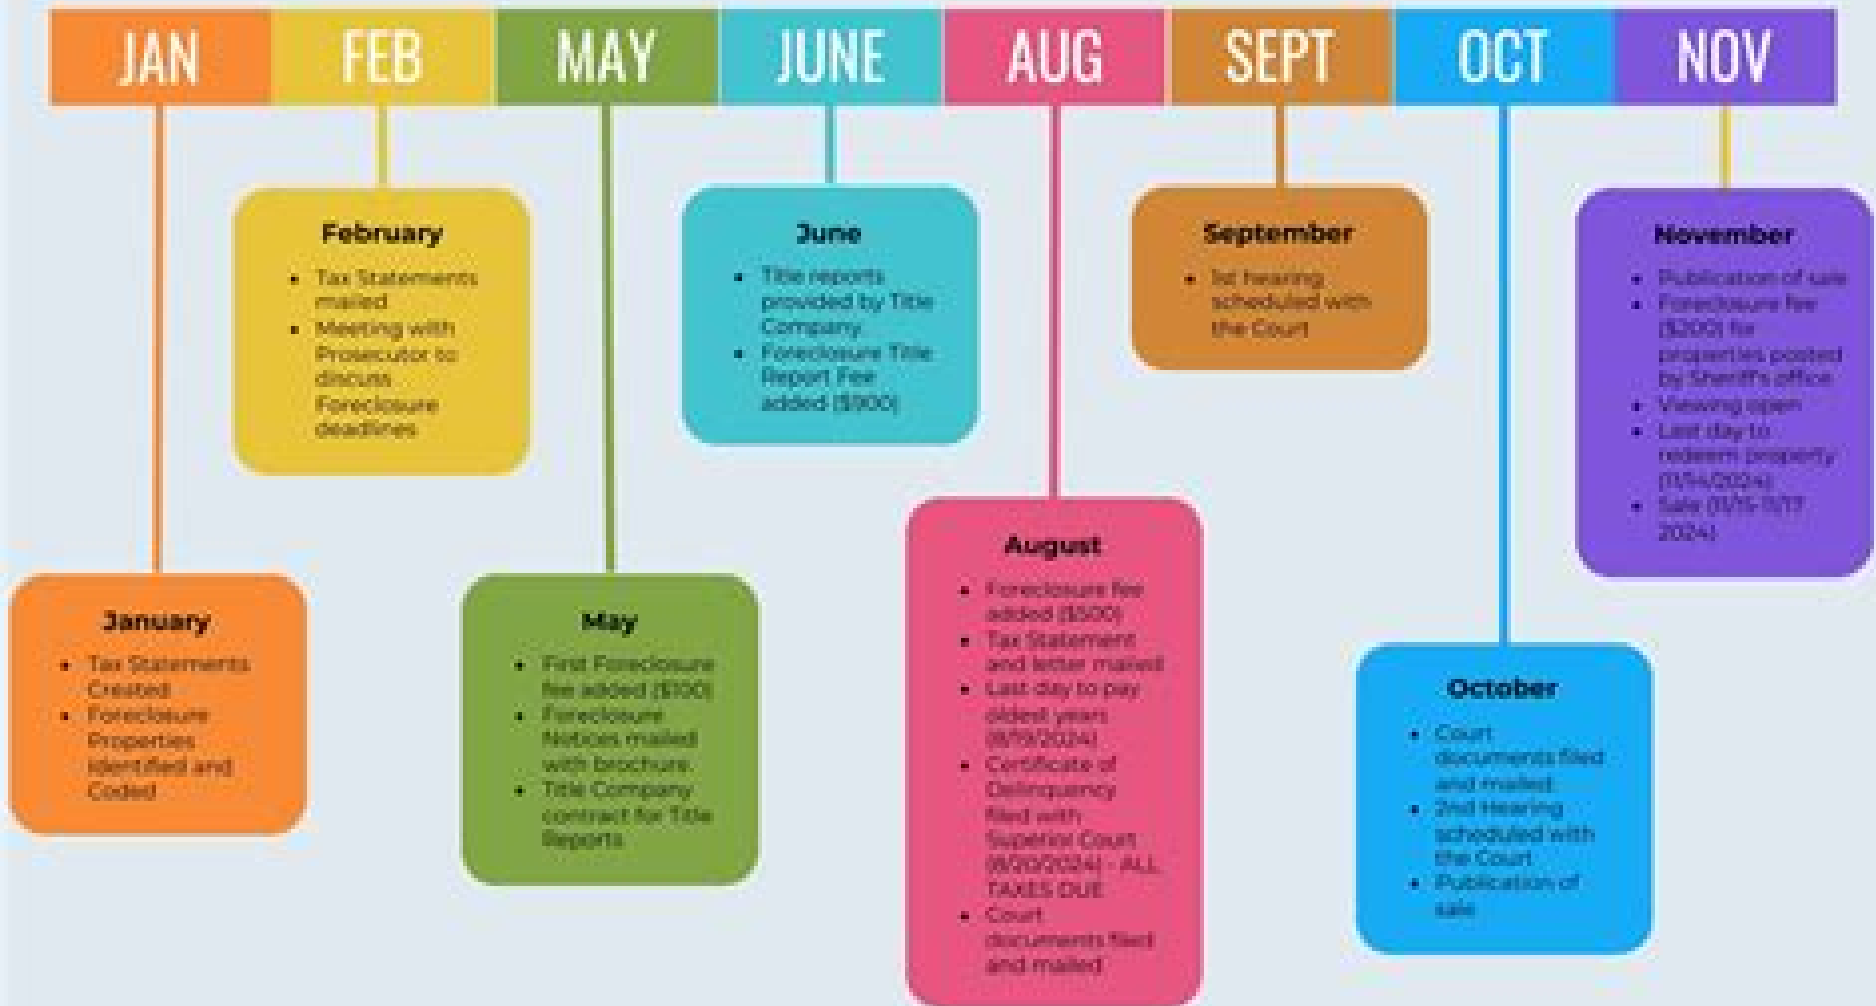 JAN FEB MAY JUNE AUG SEPT OCT NOV
February
• Tax Statements
mailed
• Meeting with
Prosecutor to
discuss
Foreclosure
deadlines
June
• Title reports
provided by Title
Company.
• Foreclosure Title
Report Fee
added ($900)
September
• 1st hearing
scheduled with
the Court
November
• Publication of sale
• Foreclosure fee
($200) for
properties posted
by Sheriff's office
• Viewing open
• Last day to
redeem property
(11/14/2024)
• Sale (11/15-11/17
2024)
January
• Tax Statements
Created
• Foreclosure
Properties
Identified and
Coded
May
• First Foreclosure
fee added ($100)
• Foreclosure
Notices mailed
with brochure.
• Title Company
contract for Title
Reports
August
• Foreclosure fee
added ($500)
• Tax Statement
and letter mailed
• Last day to pay
oldest years
(8/19/2024)
• Certificate of
Delinquency
filed with
Superior Court
(8/20/2024) - ALL
TAXES DUE
• Court
documents filed
and mailed
October
• Court
documents filed
and mailed.
• 2nd Hearing
scheduled with
the Court
• Publication of
sale